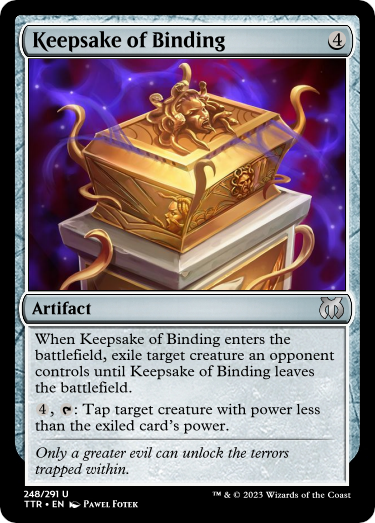 Keepsake of Binding 4
Artifact
When Keepsake of Binding enters the
battlefield, exile target creature an opponent
controls until Keepsake of Binding leaves
the battlefield.
4, : Tap target creature with power less
than the exiled card's power.
Only a greater evil can unlock the terrors
trapped within.
248/291 U
TTR • EN Pawel Fotek
™ & © 2023 Wizards of the Coast